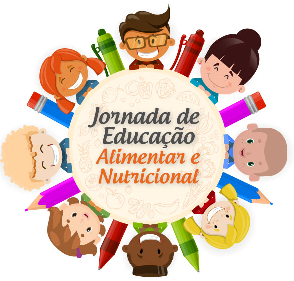 Jornada de
Educação
Alimentar e
Nutricional